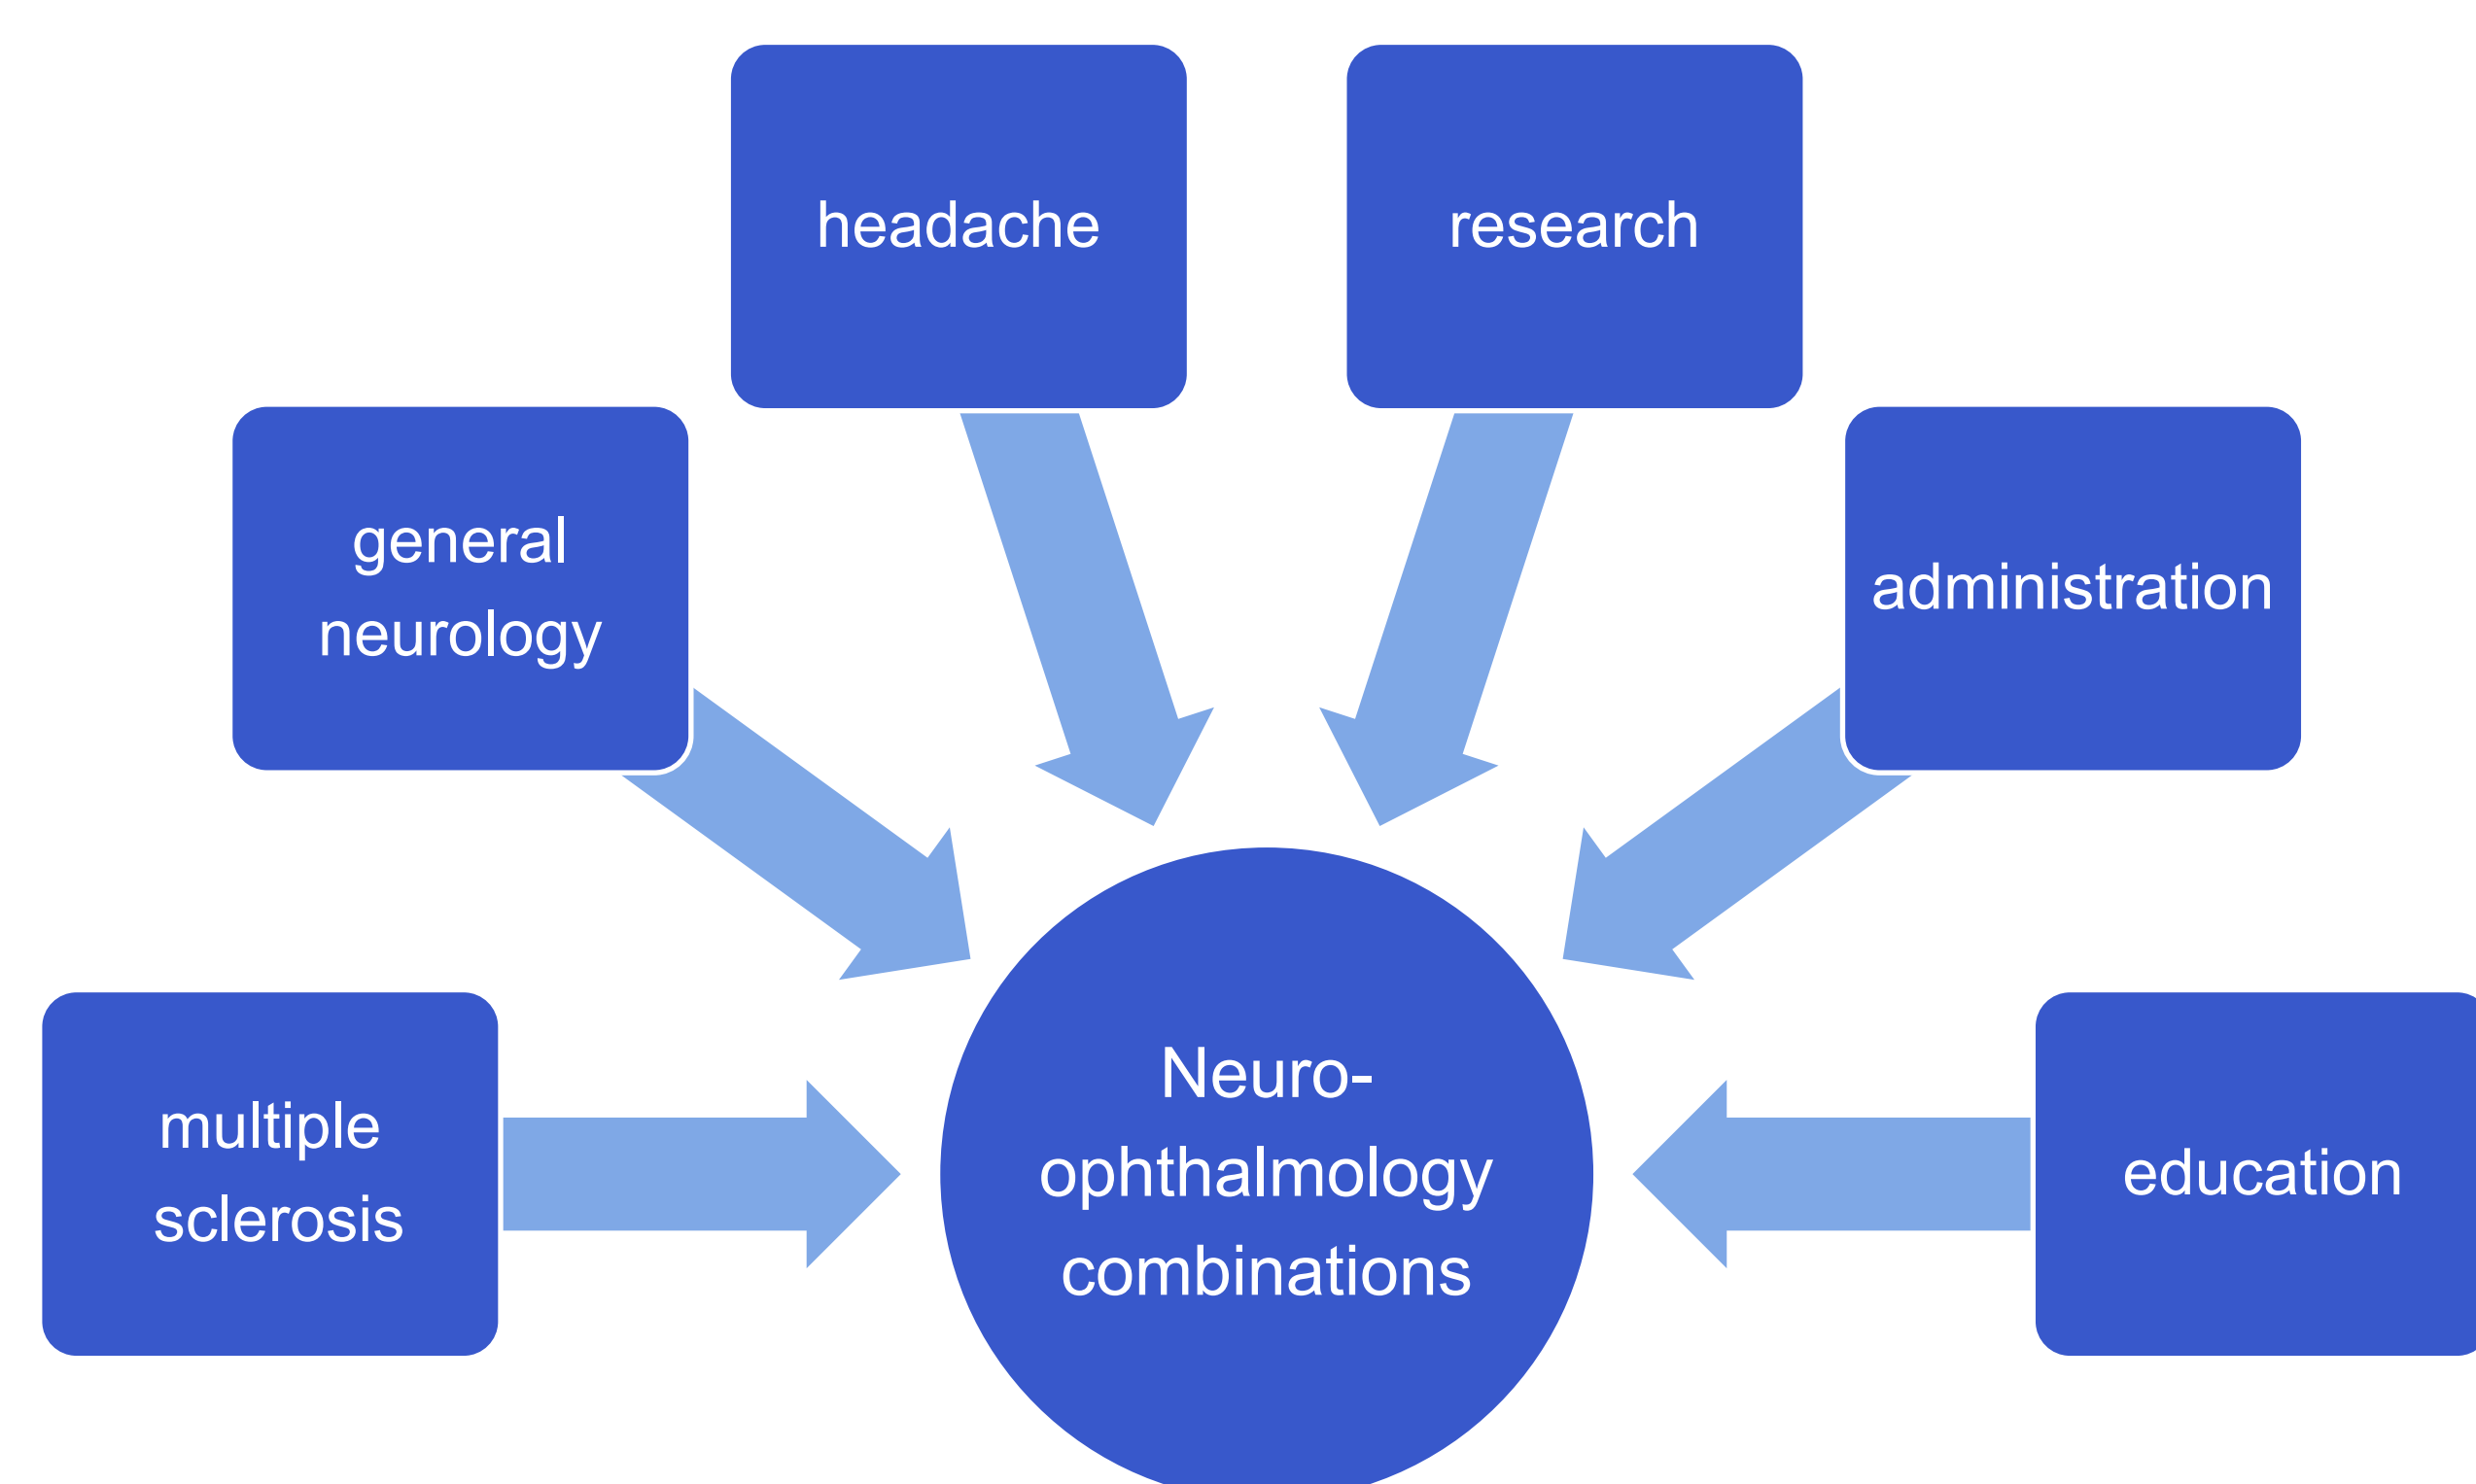 headache
research
general
neurology
administration
multiple
sclerosis
Neuro-
ophthalmology
combinations
education